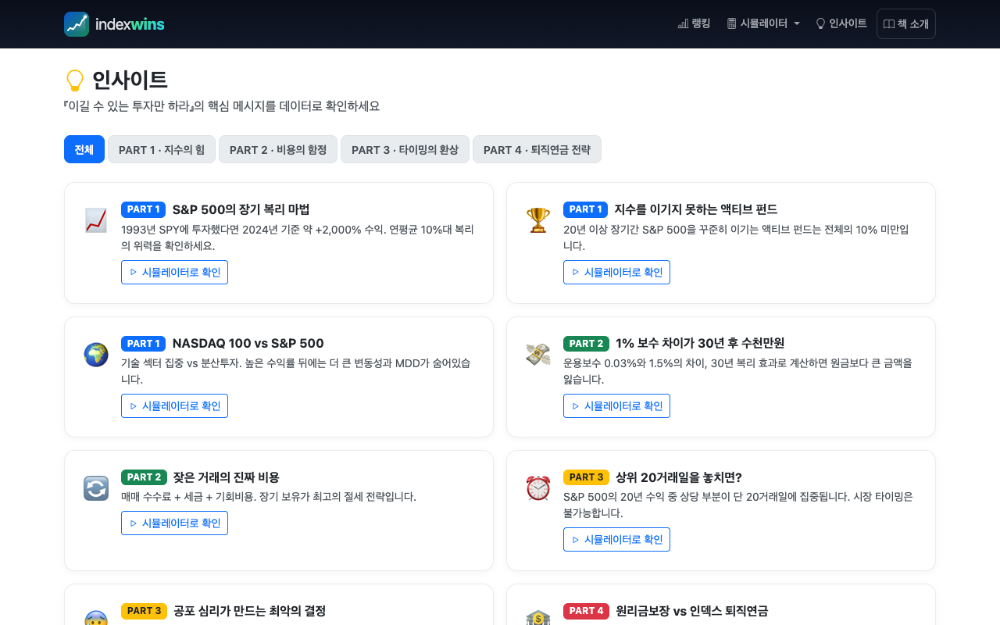 indexwins
랭킹
시뮬레이터
인사이트
책 소개
인사이트
『이길 수 있는 투자만 하라』의 핵심 메시지를 데이터로 확인하세요
전체
PART 1 · 지수의 힘
PART 2 · 비용의 함정
PART 3 · 타이밍의 환상
PART 4 · 퇴직연금 전략
PART 1 S&P 500의 장기 복리 마법
1993년 SPY에 투자했다면 2024년 기준 약 +2,000% 수익. 연평균 10%대 복리
의 위력을 확인하세요.
시뮬레이터로 확인
PART 1 지수를 이기지 못하는 액티브 펀드
20년 이상 장기간 S&P 500을 꾸준히 이기는 액티브 펀드는 전체의 10% 미만입
니다.
시뮬레이터로 확인
PART 1 NASDAQ 100 vs S&P 500
기술 섹터 집중 vs 분산투자. 높은 수익률 뒤에는 더 큰 변동성과 MDD가 숨어있습
니다.
시뮬레이터로 확인
PART 2 1% 보수 차이가 30년 후 수천만원
운용보수 0.03%와 1.5%의 차이, 30년 복리 효과로 계산하면 원금보다 큰 금액을
잃습니다.
시뮬레이터로 확인
PART 2 잦은 거래의 진짜 비용
매매 수수료 + 세금 + 기회비용. 장기 보유가 최고의 절세 전략입니다.
시뮬레이터로 확인
PART 3 상위 20거래일을 놓치면?
S&P 500의 20년 수익 중 상당 부분이 단 20거래일에 집중됩니다. 시장 타이밍은
불가능합니다.
시뮬레이터로 확인
PART 3 공포 심리가 만드는 최악의 결정
PART 4 원리금보장 vs 인덱스 퇴직연금